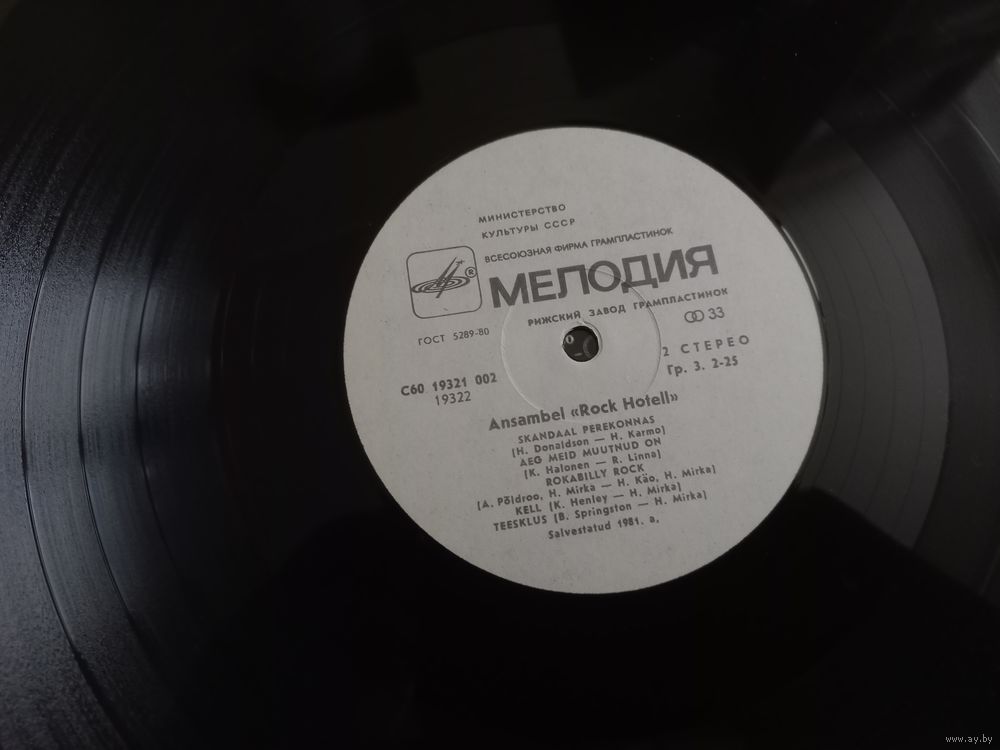 МИНИСТЕРСТВО
КУЛЬТУРЫ СССР
ВСЕСОЮЗНАЯ ФИРМА ГРАМПЛАСТИНОК
® МЕЛОДИЯ
РИЖСКИЙ ЗАВОД ГРАМПЛАСТИНОК
ГОСТ 5289-80
33
2 СТЕРЕО
Гр. 3. 2-25
С60 19321 002
19322
Ansambel «Rock Hotell»
SKANDAAL PEREKONNAS
(H. Donaldson — H. Karmo)
AEG MEID MUUTNUD ON
(K. Halonen — R. Linna)
ROKABILLY ROCK
(A. Põldroo, H. Mirka — H. Käo, H. Mirka)
KELL (K. Henley — H. Mirka)
TEESKLUS (B. Springston — H. Mirka)
Salvestatud 1981. a.
www.ay.by